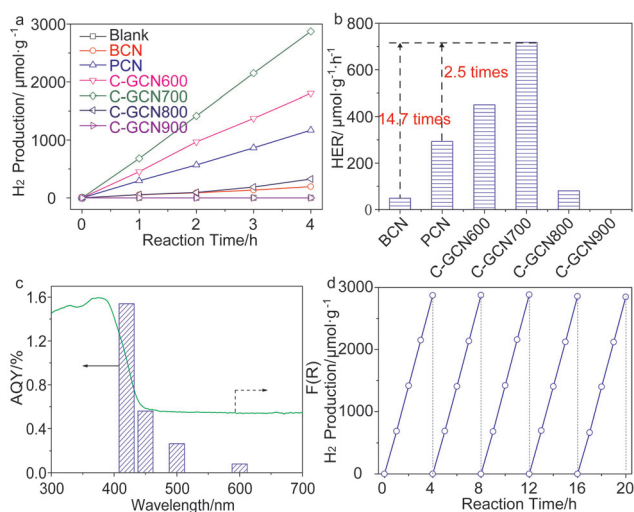 a
H2 Production/ μmol·g-1
3000
2000
1000
0
Blank
BCN
PCN
C-GCN600
C-GCN700
C-GCN800
C-GCN900
0 1 2 3 4
Reaction Time/h
b
HER/ μmol·g-1·h-1
800
600
400
200
0
14.7 times
2.5 times
BCN
PCN
C-GCN600
C-GCN700
C-GCN800
C-GCN900
c
AQY/%
1.6
1.2
0.8
0.4
0.0
300 400 500 600 700
Wavelength/nm
F(R)
d
H2 Production/μmol·g-1
3000
2000
1000
0
0 4 8 12 16 20
Reaction Time/h